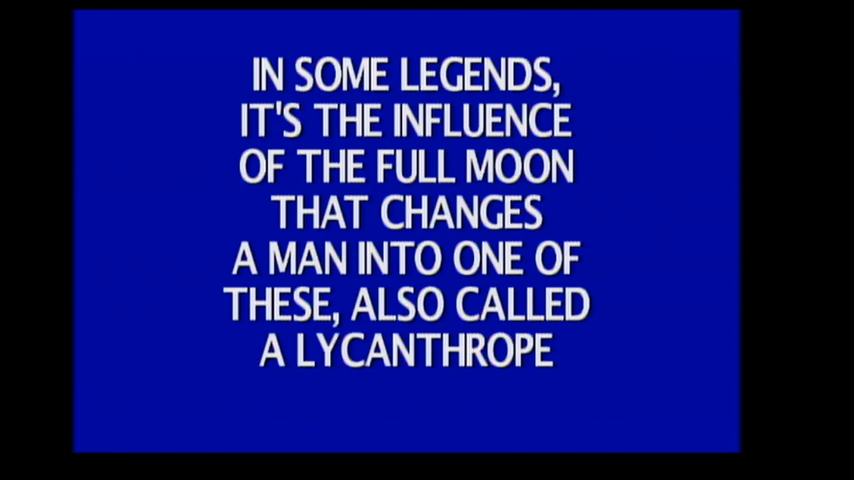 IN SOME LEGENDS,
IT'S THE INFLUENCE
OF THE FULL MOON
THAT CHANGES
A MAN INTO ONE OF
THESE, ALSO CALLED
A LYCANTHROPE